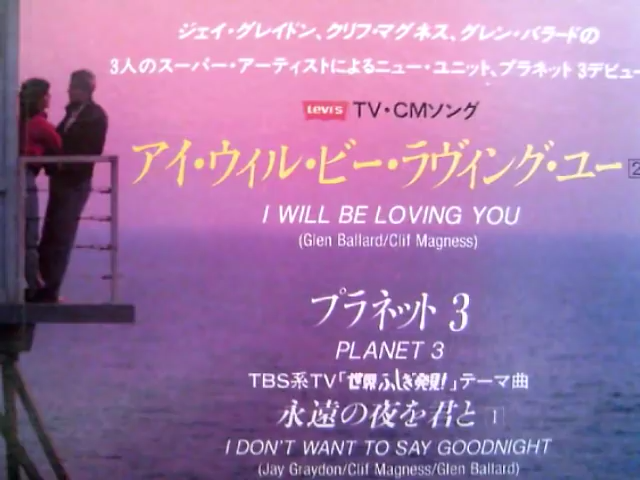 ジェイ・グレイドン、クリフ・マグネス、グレン・バラードの
3人のスーパー・アーティストによるニュー・ユニット、プラネット3デビュー
Levi's TV・CMソング
アイ・ウィル・ビー・ラヴィング・ユー 2
I WILL BE LOVING YOU
(Glen Ballard/Clif Magness)
プラネット 3
PLANET 3
TBS系TV「世界ふしぎ発見!」テーマ曲
永遠の夜を君と 1
I DON'T WANT TO SAY GOODNIGHT
(Jay Graydon/Clif Magness/Glen Ballard)